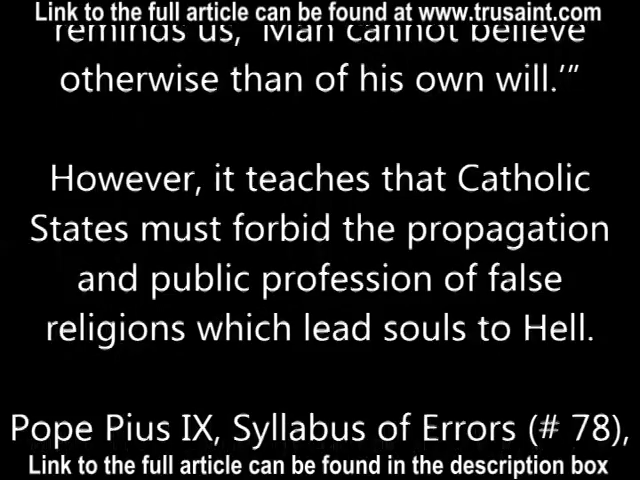 Link to the full article can be found at www.trusaint.com
reminds us, 'Man cannot believe
otherwise than of his own will.'”
However, it teaches that Catholic
States must forbid the propagation
and public profession of false
religions which lead souls to Hell.
Pope Pius IX, Syllabus of Errors (# 78),
Link to the full article can be found in the description box